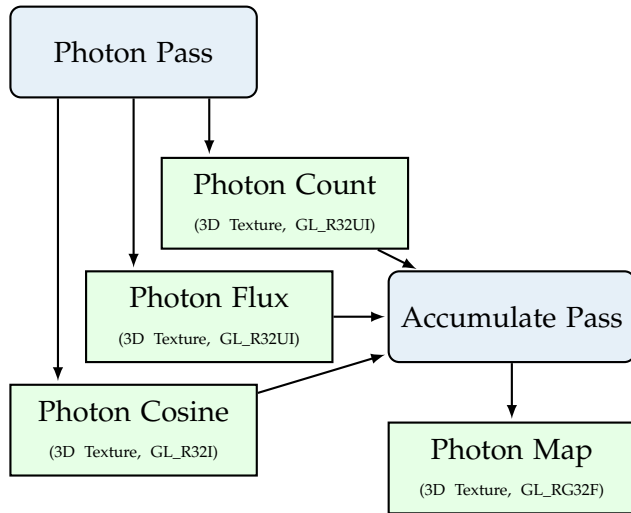 Photon Pass
Photon Count
(3D Texture, GL_R32UI)
Photon Flux
(3D Texture, GL_R32UI)
Accumulate Pass
Photon Cosine
(3D Texture, GL_R32I)
Photon Map
(3D Texture, GL_RG32F)